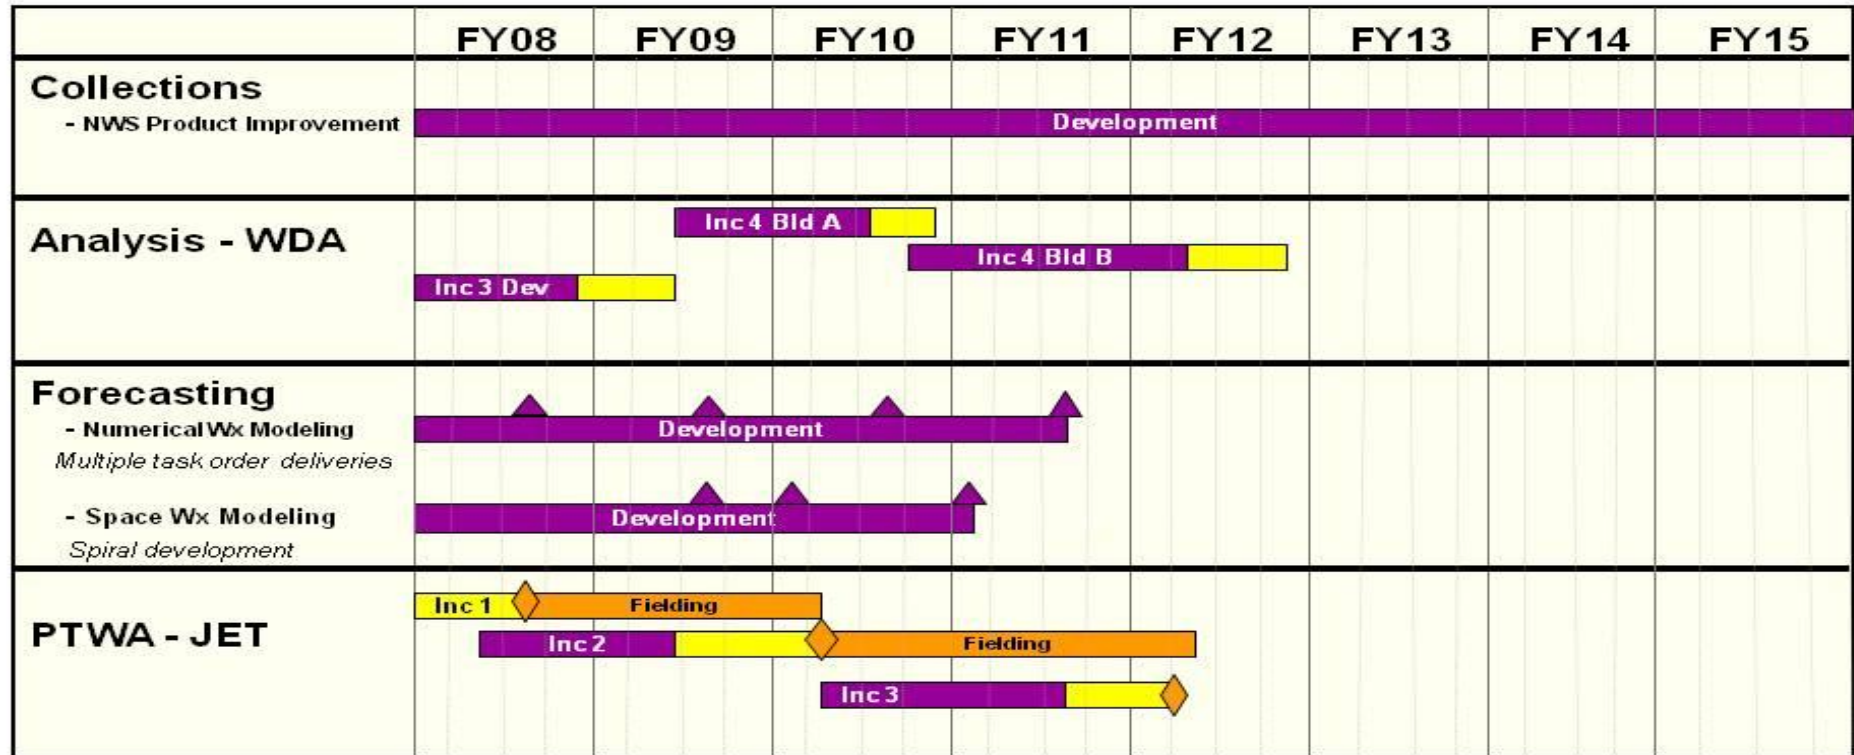 FY08 FY09 FY10 FY11 FY12 FY13 FY14 FY15
Collections
- NWS Product Improvement
Development
Analysis - WDA
Inc 4 Bld A
Inc 4 Bld B
Inc 3 Dev
Forecasting
- Numerical Wx Modeling
Development
Multiple task order deliveries
- Space Wx Modeling
Development
Spiral development
PTWA - JET
Inc 1
Fielding
Inc 2
Fielding
Inc 3